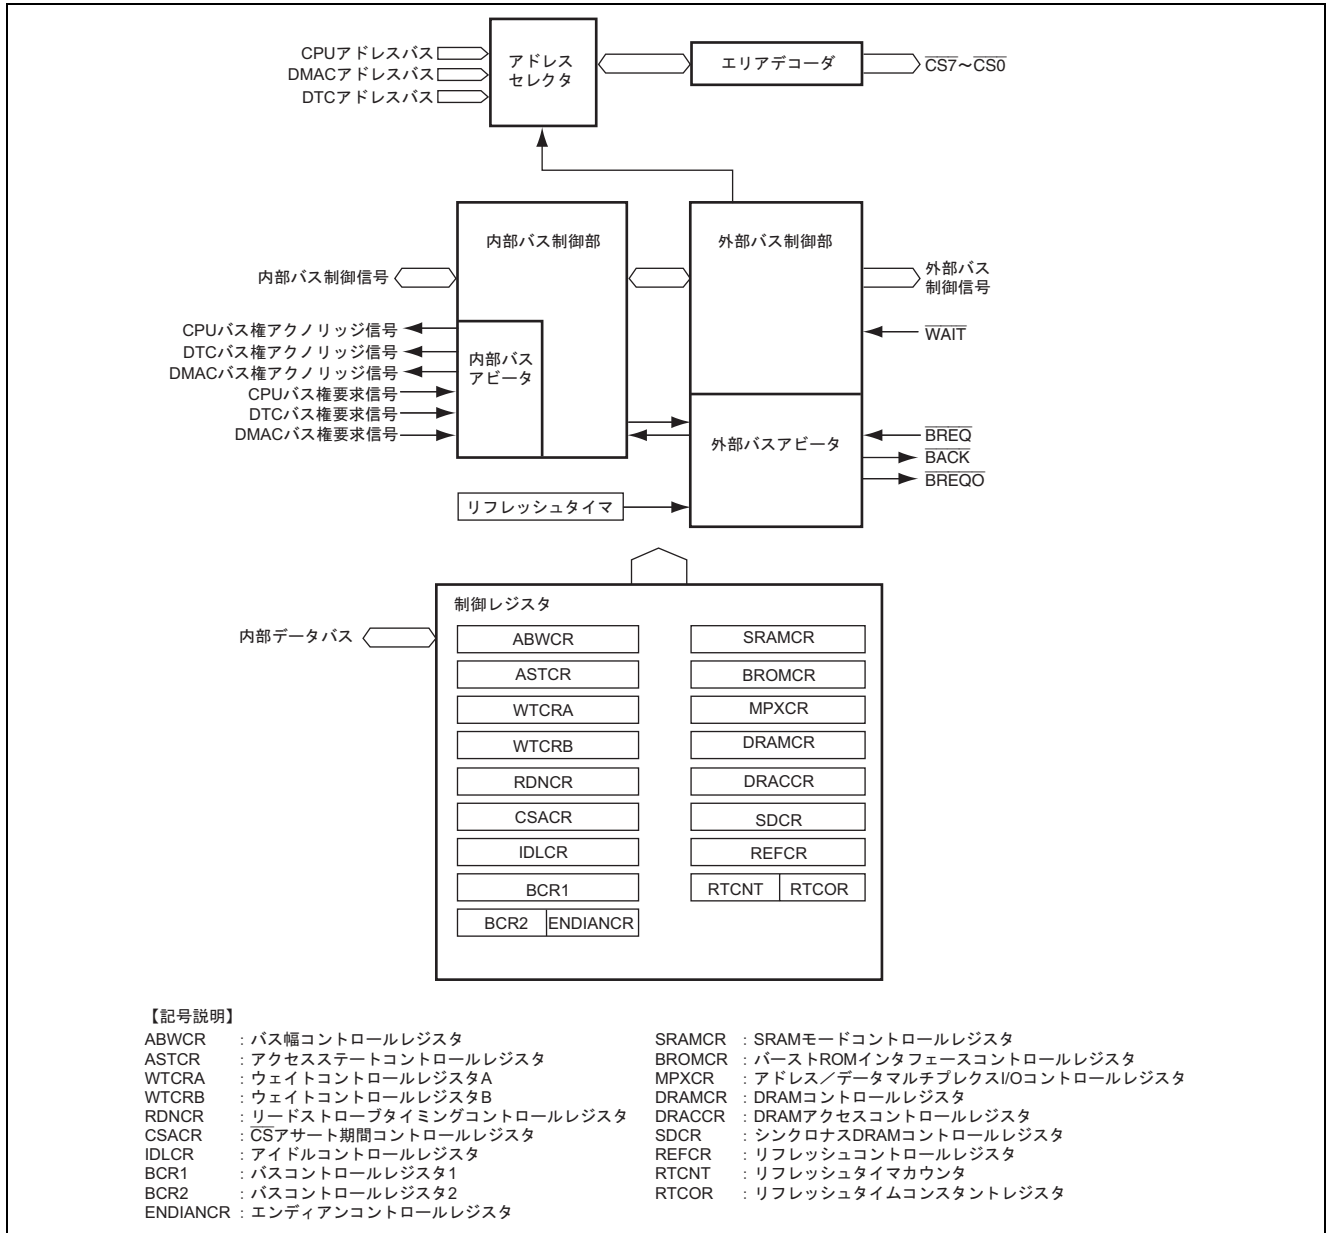 CPUアドレスバス
DMACアドレスバス
DTCアドレスバス
アドレス
セレクタ
エリアデコーダ
CS7～CS0
内部バス制御部
外部バス制御部
内部バス制御信号
外部バス
制御信号
CPUバス権アクノリッジ信号
DTCバス権アクノリッジ信号
DMACバス権アクノリッジ信号
CPUバス権要求信号
DTCバス権要求信号
DMACバス権要求信号
内部バス
アビータ
WAIT
外部バスアビータ
BREQ
BACK
BREQO
リフレッシュタイマ
制御レジスタ
内部データバス
ABWCR
ASTCR
WTCRA
WTCRB
RDNCR
CSACR
IDLCR
BCR1
BCR2 ENDIANCR
SRAMCR
BROMCR
MPXCR
DRAMCR
DRACCR
SDCR
REFCR
RTCNT RTCOR
【記号説明】
ABWCR : バス幅コントロールレジスタ
ASTCR : アクセスステートコントロールレジスタ
WTCRA : ウェイトコントロールレジスタA
WTCRB : ウェイトコントロールレジスタB
RDNCR : リードストローブタイミングコントロールレジスタ
CSACR : CSアサート期間コントロールレジスタ
IDLCR : アイドルコントロールレジスタ
BCR1 : バスコントロールレジスタ1
BCR2 : バスコントロールレジスタ2
ENDIANCR : エンディアンコントロールレジスタ
SRAMCR : SRAMモードコントロールレジスタ
BROMCR : バーストROMインタフェースコントロールレジスタ
MPXCR : アドレス／データマルチプレクスI/Oコントロールレジスタ
DRAMCR : DRAMコントロールレジスタ
DRACCR : DRAMアクセスコントロールレジスタ
SDCR : シンクロナスDRAMコントロールレジスタ
REFCR : リフレッシュコントロールレジスタ
RTCNT : リフレッシュタイマカウンタ
RTCOR : リフレッシュタイムコンスタントレジスタ